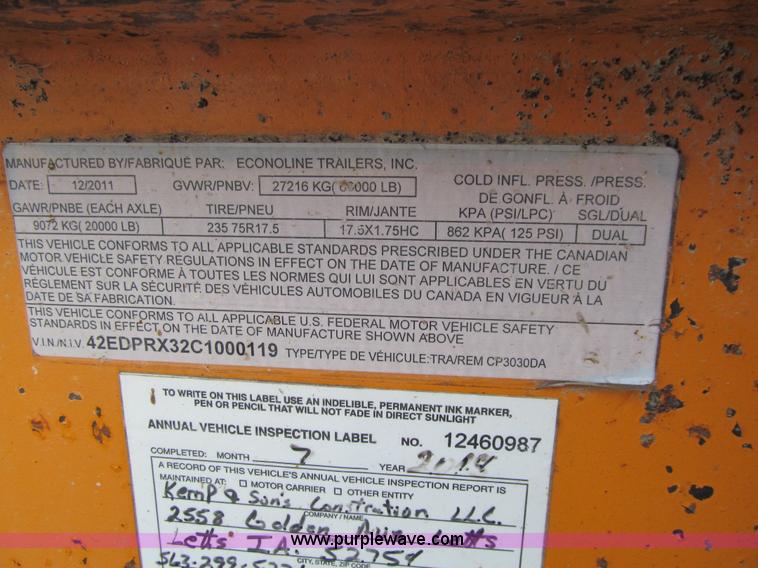 MANUFACTURED BY/FABRIQUÉ PAR: ECONOLINE TRAILERS, INC.
DATE: 12/2011 GVWR/PNBV: 27216 KG( 60000 LB) COLD INFL. PRESS. /PRESS.
DE GONFL. À FROID
GAWR/PNBE (EACH AXLE) TIRE/PNEU RIM/JANTE KPA (PSI/LPC) SGL/DUAL
9072 KG( 20000 LB) 235 75R17.5 17.5X1.75HC 862 KPA( 125 PSI) DUAL
THIS VEHICLE CONFORMS TO ALL APPLICABLE STANDARDS PRESCRIBED UNDER THE CANADIAN
MOTOR VEHICLE SAFETY REGULATIONS IN EFFECT ON THE DATE OF MANUFACTURE. / CE
VÉHICULE EST CONFORME À TOUTES LES NORMES QUI LUI SONT APPLICABLES EN VERTU DU
RÈGLEMENT SUR LA SÉCURITÉ DES VÉHICULES AUTOMOBILES DU CANADA EN VIGUEUR À LA
DATE DE SA FABRICATION.
THIS VEHICLE CONFORMS TO ALL APPLICABLE U.S. FEDERAL MOTOR VEHICLE SAFETY
STANDARDS IN EFFECT ON THE DATE OF MANUFACTURE SHOWN ABOVE
V.I.N./N.I.V. 42EDPRX32C1000119 TYPE/TYPE DE VÉHICULE:TRA/REM CP3030DA
TO WRITE ON THIS LABEL USE AN INDELIBLE, PERMANENT INK MARKER,
PEN OR PENCIL THAT WILL NOT FADE IN DIRECT SUNLIGHT
ANNUAL VEHICLE INSPECTION LABEL NO. 12460987
COMPLETED: MONTH 7 YEAR 2014
A RECORD OF THIS VEHICLE'S ANNUAL VEHICLE INSPECTION REPORT IS
MAINTAINED AT: □ MOTOR CARRIER □ OTHER ENTITY
Kemp & Son's Construction LLC.
COMPANY NAME
2558 Golden Letts
Letts IA. 52754
CITY, STATE, ZIP CODE
www.purplewave.com